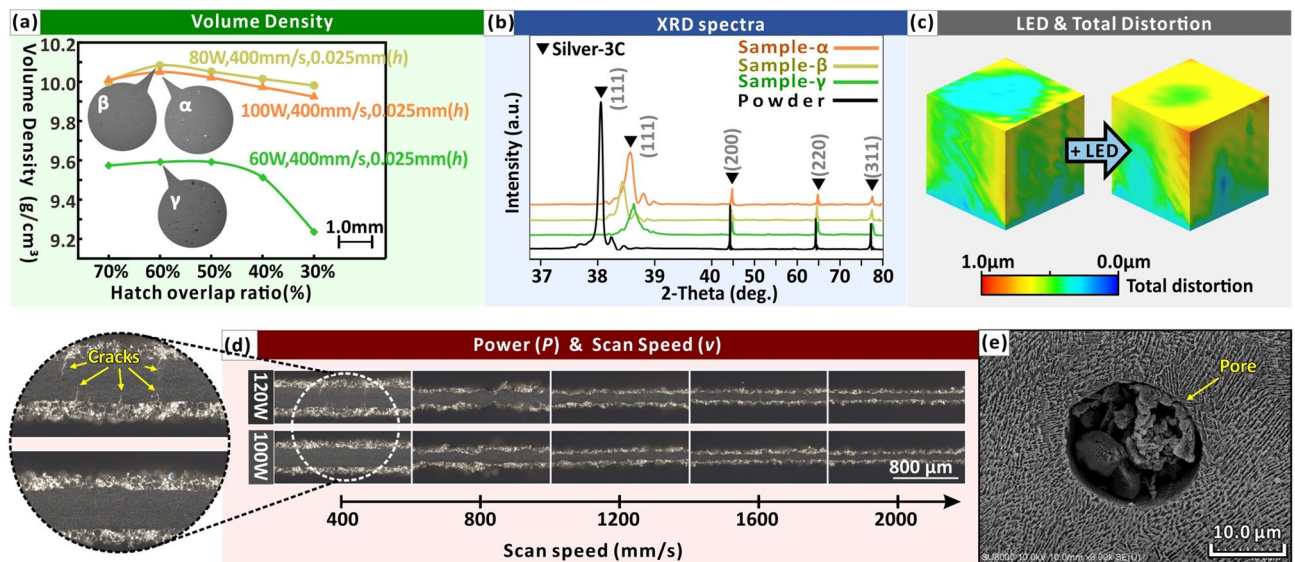 (a) Volume Density
Volume Density (g/cm³)
10.2
10.0
9.8
9.6
9.4
9.2
80W,400mm/s,0.025mm(h)
100W,400mm/s,0.025mm(h)
60W,400mm/s,0.025mm(h)
β
α
γ
1.0mm
70% 60% 50% 40% 30%
Hatch overlap ratio(%)
(b) XRD spectra
Silver-3C
Sample-α
Sample-β
Sample-γ
Powder
(111)
(111)
(200)
(220)
(311)
Intensity (a.u.)
37 38 39 40 50 60 70 80
2-Theta (deg.)
(c) LED & Total Distortion
+ LED
1.0μm 0.0μm
Total distortion
Cracks
(d) Power (P) & Scan Speed (v)
120W
100W
800 μm
400 800 1200 1600 2000
Scan speed (mm/s)
(e)
Pore
10.0 μm